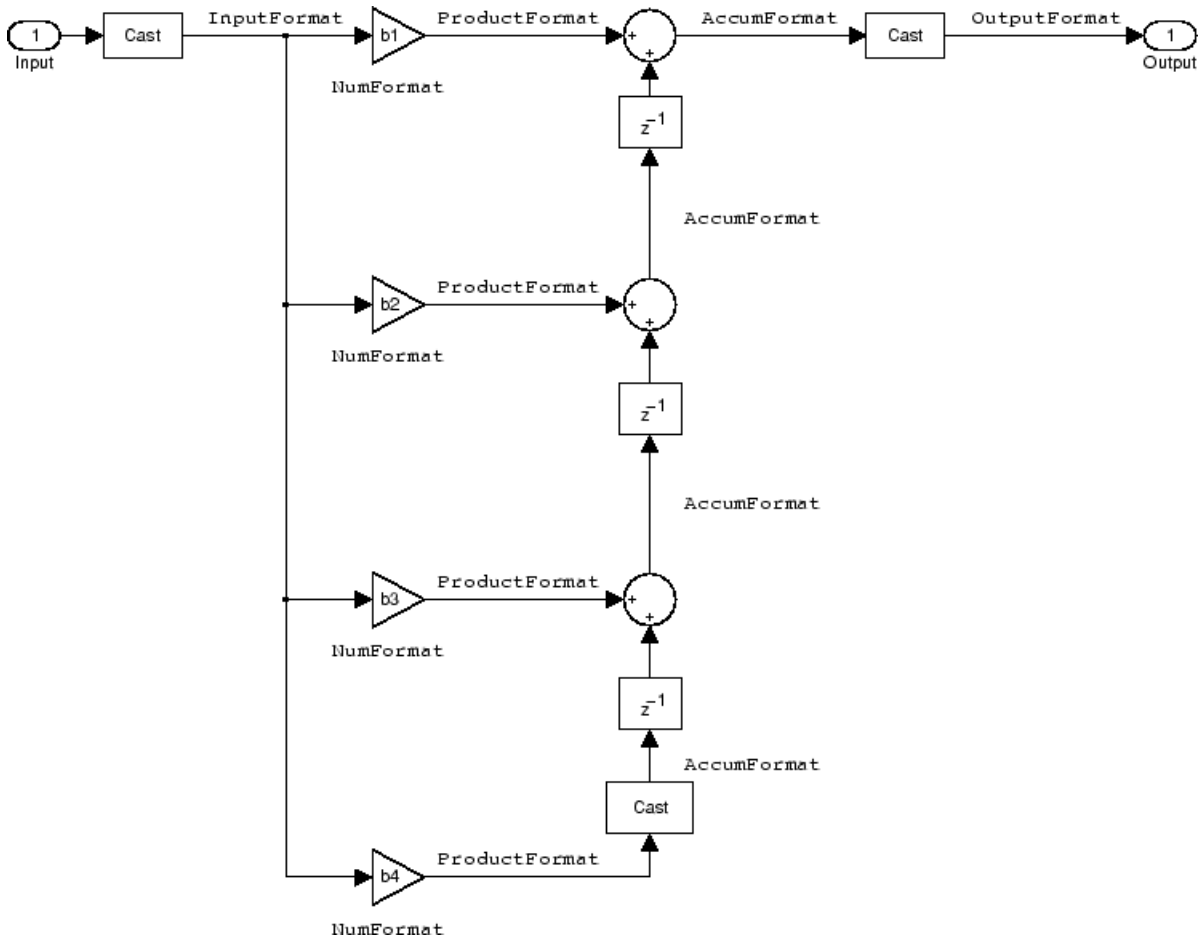 InputFormat
ProductFormat
AccumFormat
OutputFormat
1
Cast
b1
+
+
Cast
1
Input
Output
NumFormat
z⁻¹
AccumFormat
ProductFormat
b2
+
+
NumFormat
z⁻¹
AccumFormat
ProductFormat
b3
+
+
NumFormat
z⁻¹
AccumFormat
Cast
ProductFormat
b4
NumFormat